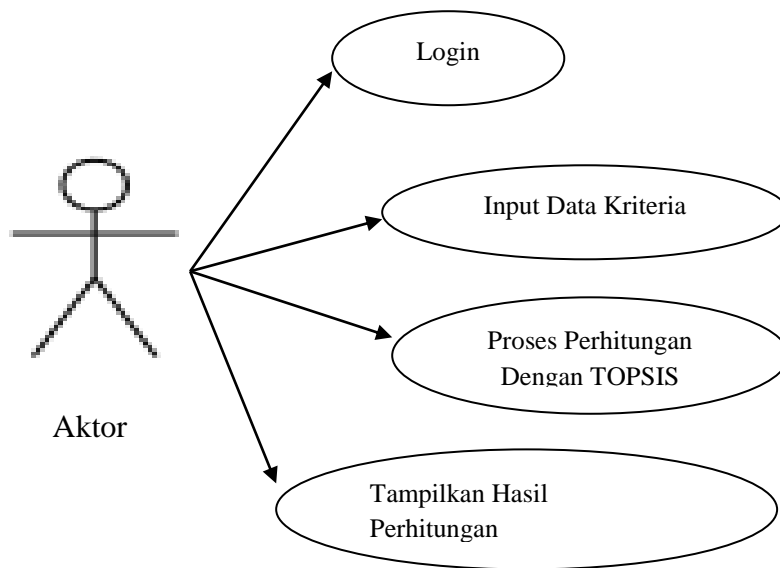 Login
Input Data Kriteria
Proses Perhitungan
Dengan TOPSIS
Aktor
Tampilkan Hasil
Perhitungan